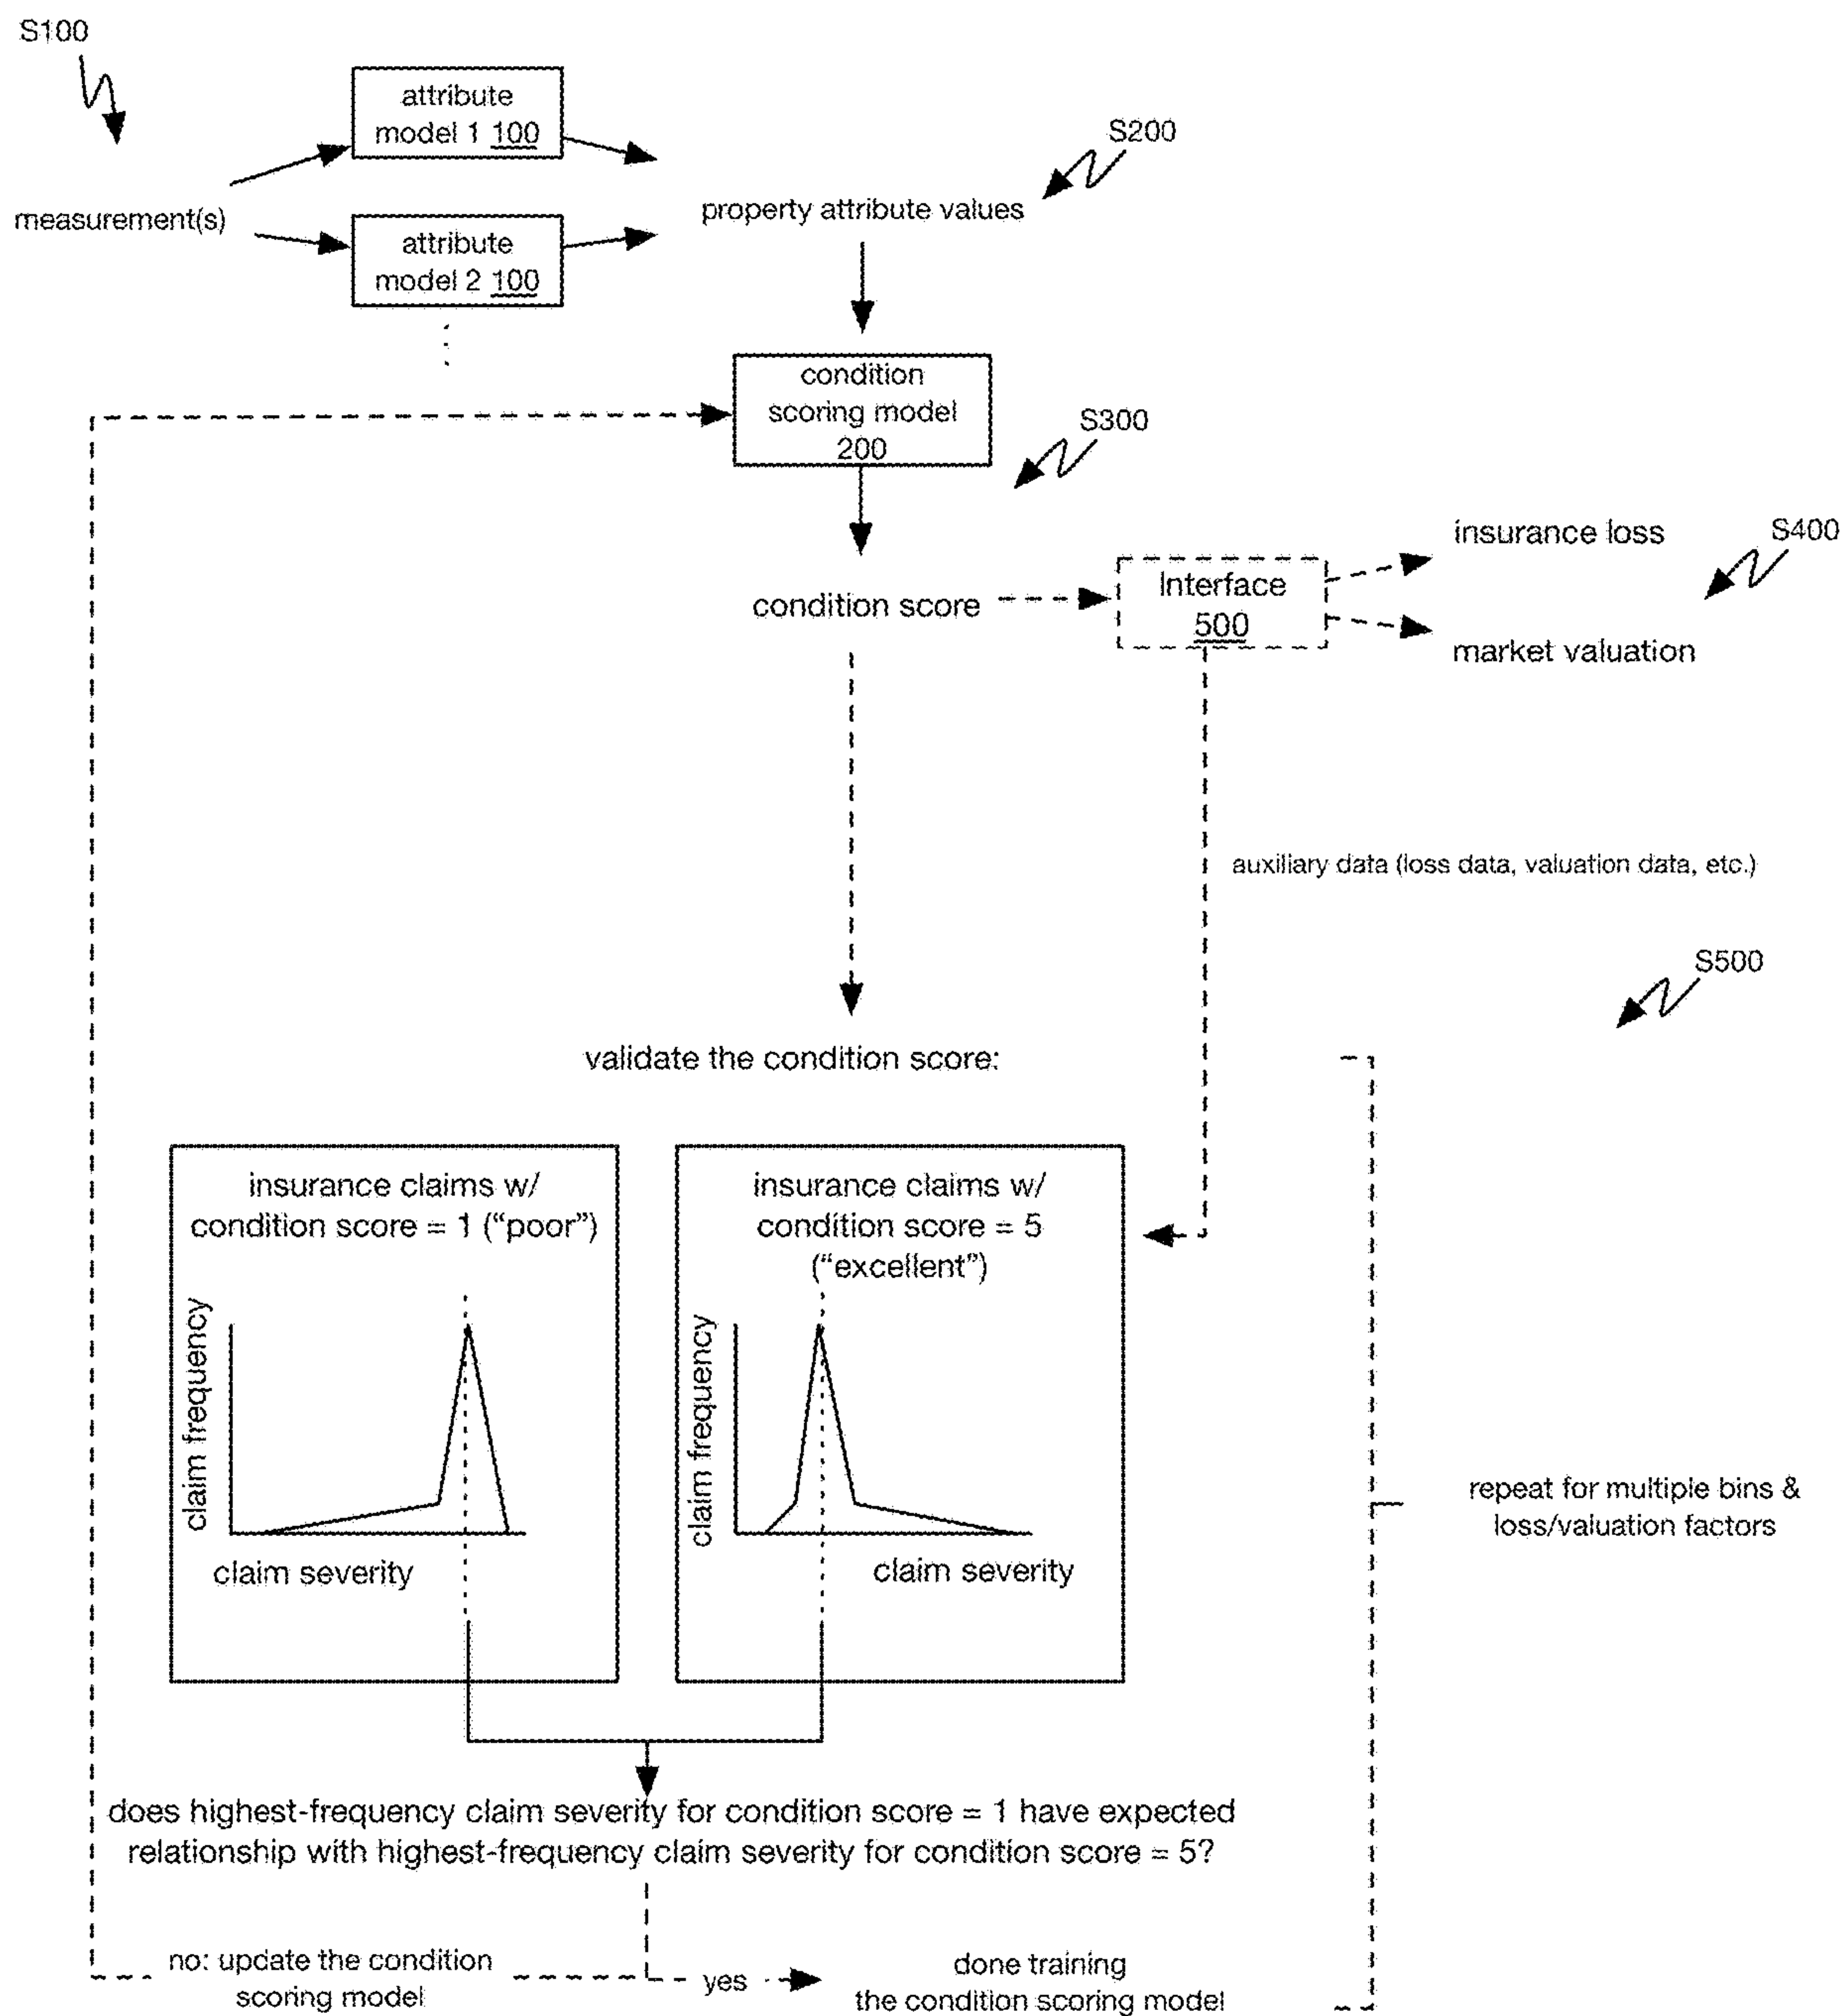 S100
attribute
model 1 100
S200
measurement(s)
property attribute values
attribute
model 2 100
condition
scoring model
200
S300
insurance loss
S400
Interface
500
condition score
market valuation
auxiliary data (loss data, valuation data, etc.)
S500
validate the condition score:
insurance claims w/
condition score = 1 (“poor”)
claim frequency
claim severity
insurance claims w/
condition score = 5
(“excellent”)
claim frequency
claim severity
repeat for multiple bins &
loss/valuation factors
does highest-frequency claim severity for condition score = 1 have expected
relationship with highest-frequency claim severity for condition score = 5?
no: update the condition
scoring model
yes
done training
the condition scoring model